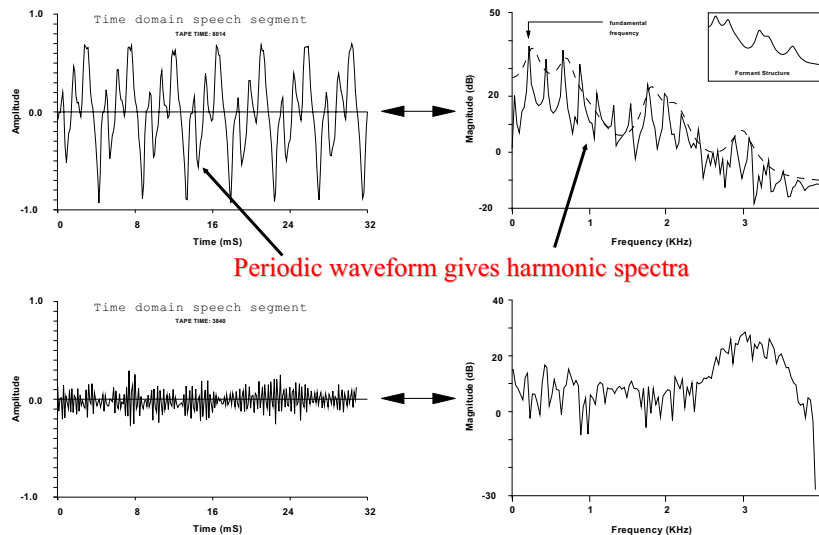 Time domain speech segment
TAPE TIME: 8014
1.0
0.0
-1.0
Amplitude
0 8 16 24 32
Time (mS)
50
20
0
-20
Magnitude (dB)
fundamental
frequency
Formant Structure
0 1 2 3
Frequency (KHz)
Periodic waveform gives harmonic spectra
Time domain speech segment
TAPE TIME: 3840
1.0
0.0
-1.0
Amplitude
0 8 16 24 32
Time (mS)
40
20
0
-30
Magnitude (dB)
0 1 2 3
Frequency (KHz)